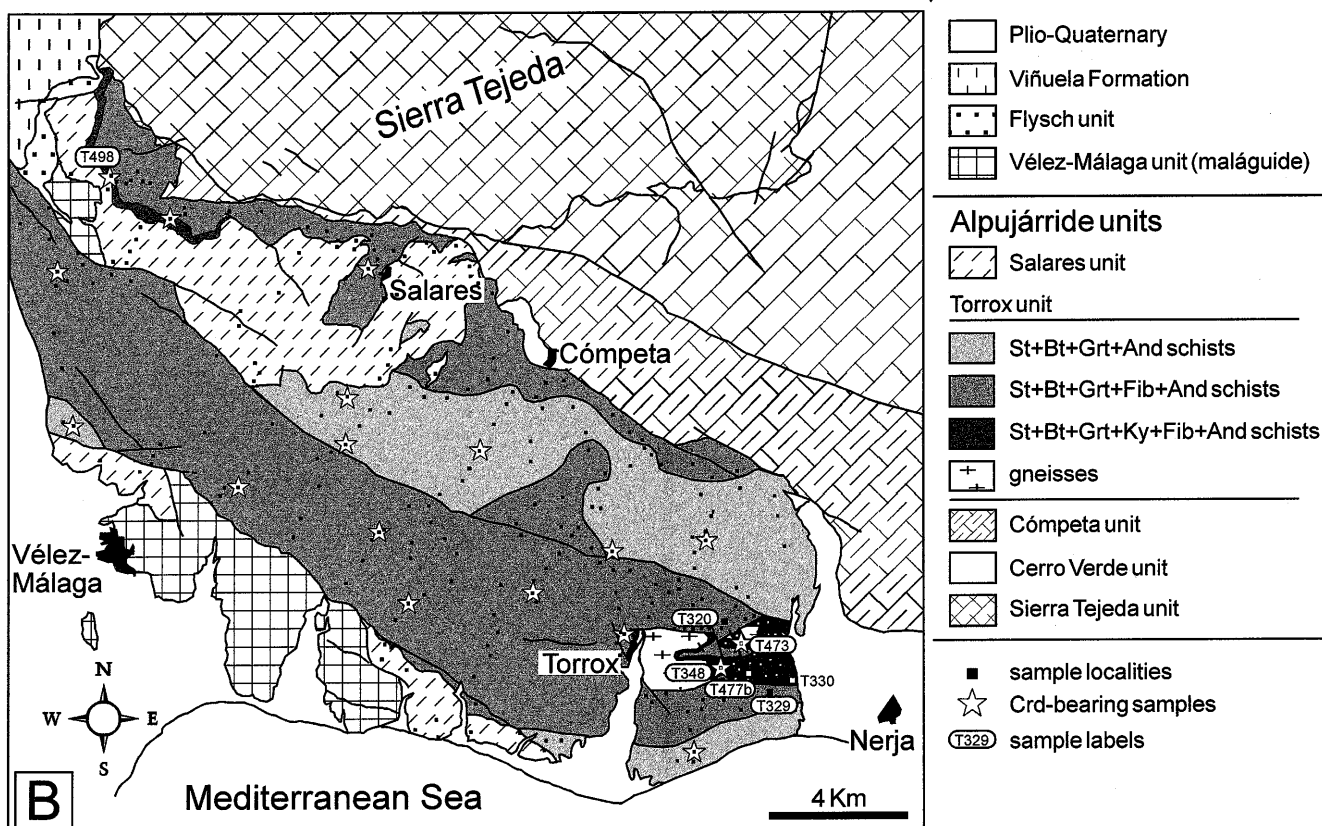 Sierra Tejeda
T498
Salares
Cómpeta
Vélez-
Málaga
T320
T473
Torrox
T348
T330
T477b
T329
N
W
E
S
Nerja
B
Mediterranean Sea
4 Km
Plio-Quaternary
Viñuela Formation
Flysch unit
Vélez-Málaga unit (maláguide)
Alpujárride units
Salares unit
Torrox unit
St+Bt+Grt+And schists
St+Bt+Grt+Fib+And schists
St+Bt+Grt+Ky+Fib+And schists
gneisses
Cómpeta unit
Cerro Verde unit
Sierra Tejeda unit
sample localities
Crd-bearing samples
T329 sample labels